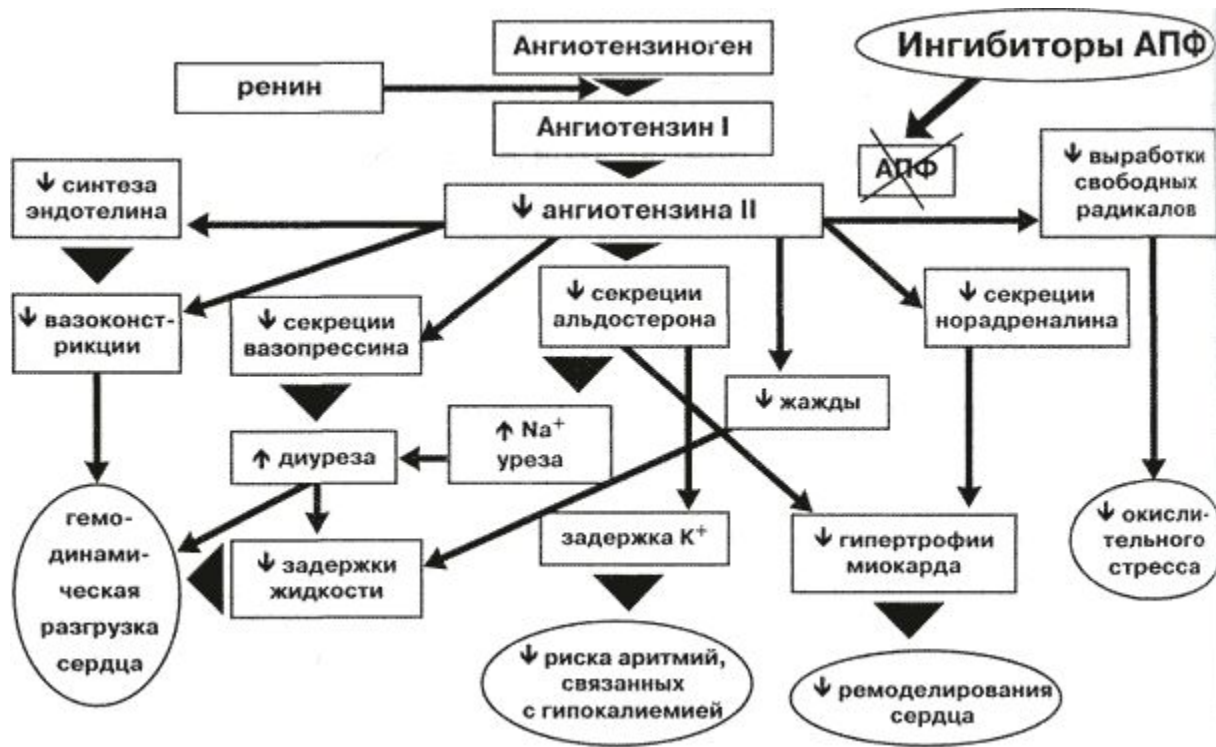 Ангиотензиноген
Ингибиторы АПФ
ренин
Ангиотензин I
АПФ
↓ выработки
свободных
радикалов
↓ синтеза
эндотелина
↓ ангиотензина II
↓ вазоконст-
рикции
↓ секреции
вазопрессина
↓ секреции
альдостерона
↓ секреции
норадреналина
↓ жажды
↑ диуреза
↑ Na⁺
уреза
гемо-
динами-
ческая
разгрузка
сердца
↓ задержки
жидкости
задержка K⁺
↓ гипертрофии
миокарда
↓ окисли-
тельного
стресса
↓ риска аритмий,
связанных
с гипокалиемией
↓ ремоделирования
сердца